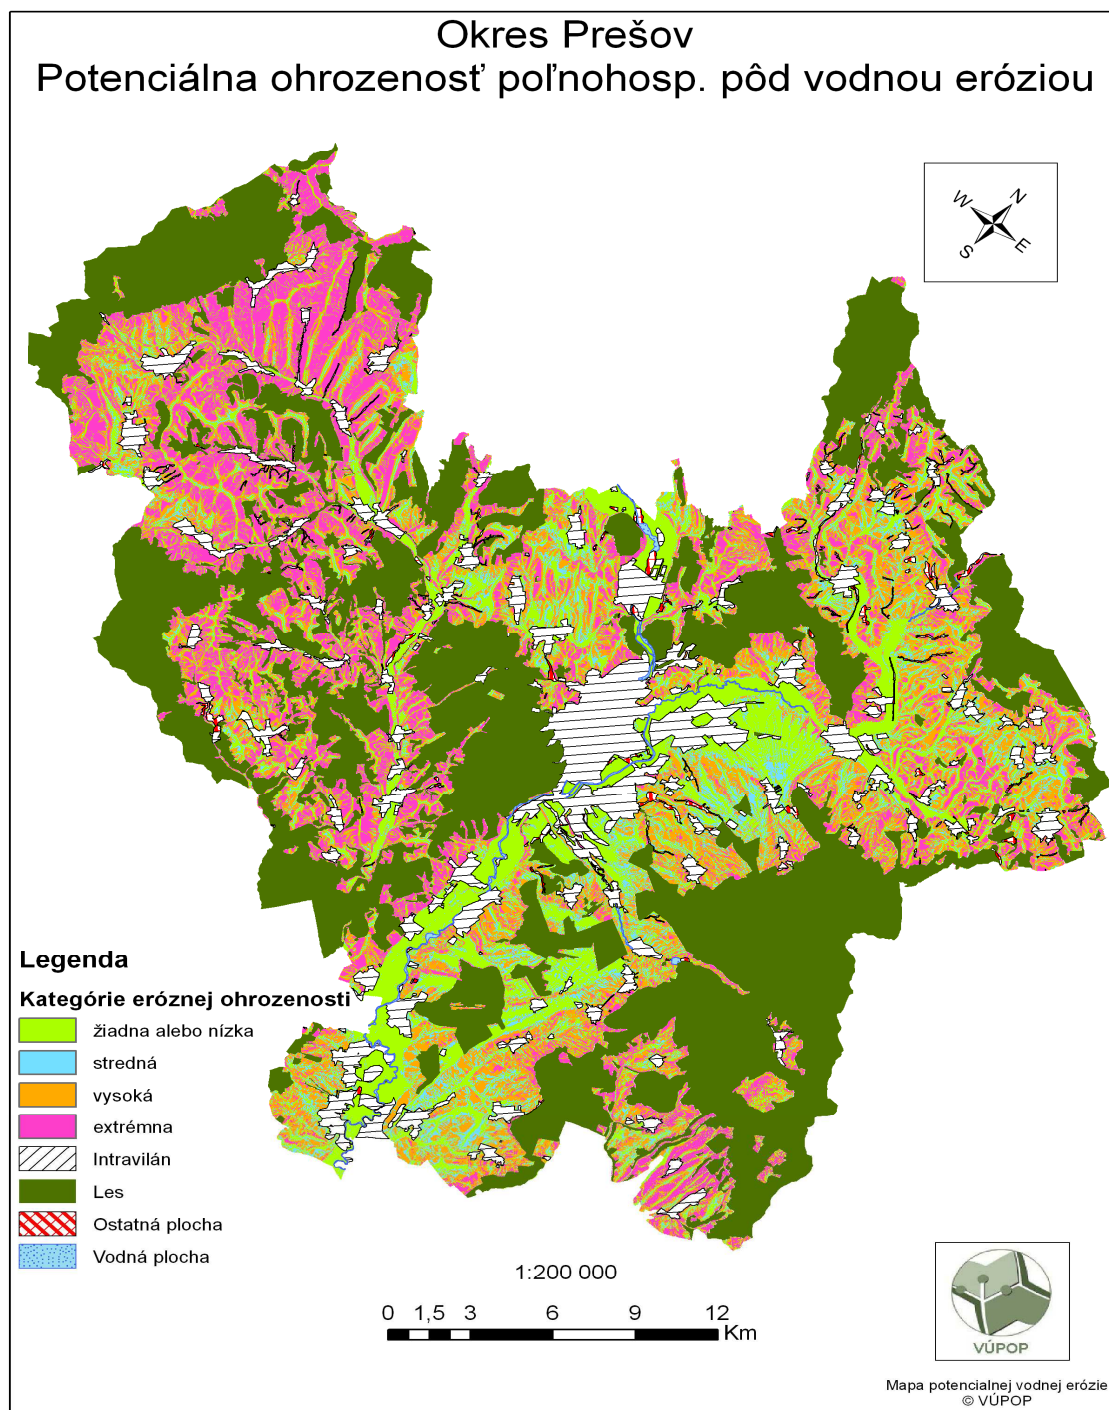 Okres Prešov
Potenciálna ohrozenosť poľnohosp. pôd vodnou eróziou
W N
S E
Legenda
Kategórie eróznej ohrozenosti
žiadna alebo nízka
stredná
vysoká
extrémna
Intravilán
Les
Ostatná plocha
Vodná plocha
1:200 000
0 1,5 3 6 9 12
Km
VÚPOP
Mapa potencialnej vodnej erózie
© VÚPOP